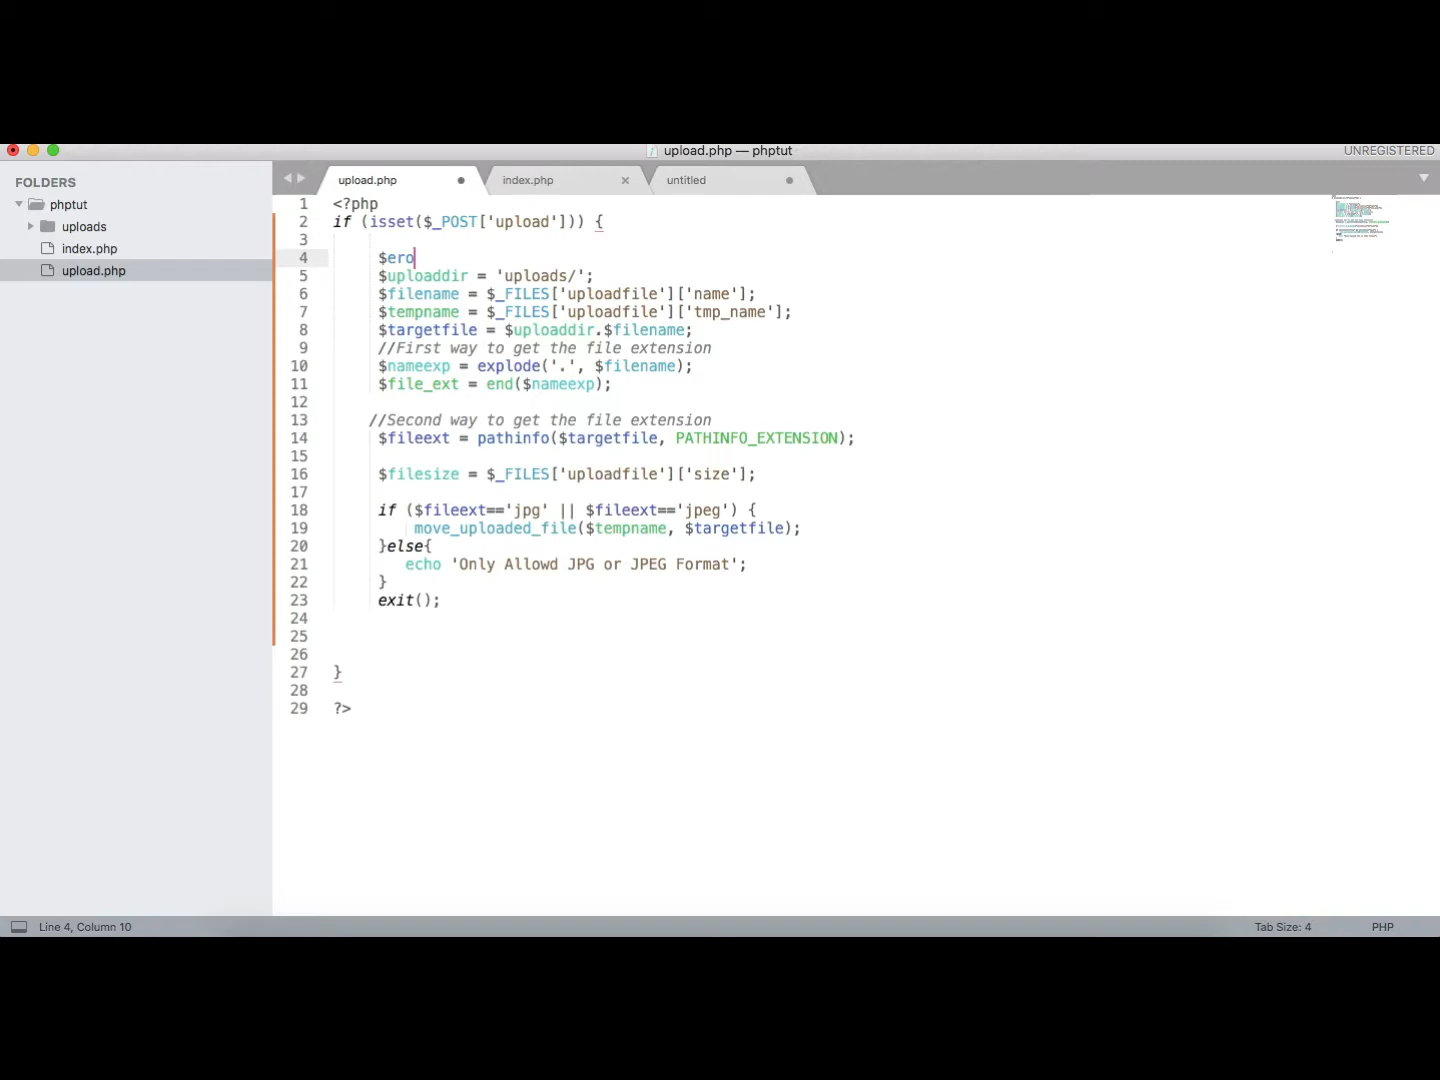 upload.php — phptut
UNREGISTERED
FOLDERS
phptut
uploads
index.php
upload.php
upload.php
index.php
untitled
1 <?php
2 if (isset($_POST['upload'])) {
3
4 $ero
5 $uploaddir = 'uploads/';
6 $filename = $_FILES['uploadfile']['name'];
7 $tempname = $_FILES['uploadfile']['tmp_name'];
8 $targetfile = $uploaddir.$filename;
9 //First way to get the file extension
10 $nameexp = explode('.', $filename);
11 $file_ext = end($nameexp);
12
13 //Second way to get the file extension
14 $fileext = pathinfo($targetfile, PATHINFO_EXTENSION);
15
16 $filesize = $_FILES['uploadfile']['size'];
17
18 if ($fileext=='jpg' || $fileext=='jpeg') {
19 move_uploaded_file($tempname, $targetfile);
20 }else{
21 echo 'Only Allowd JPG or JPEG Format';
22 }
23 exit();
24
25
26
27 }
28
29 ?>
Line 4, Column 10
Tab Size: 4
PHP